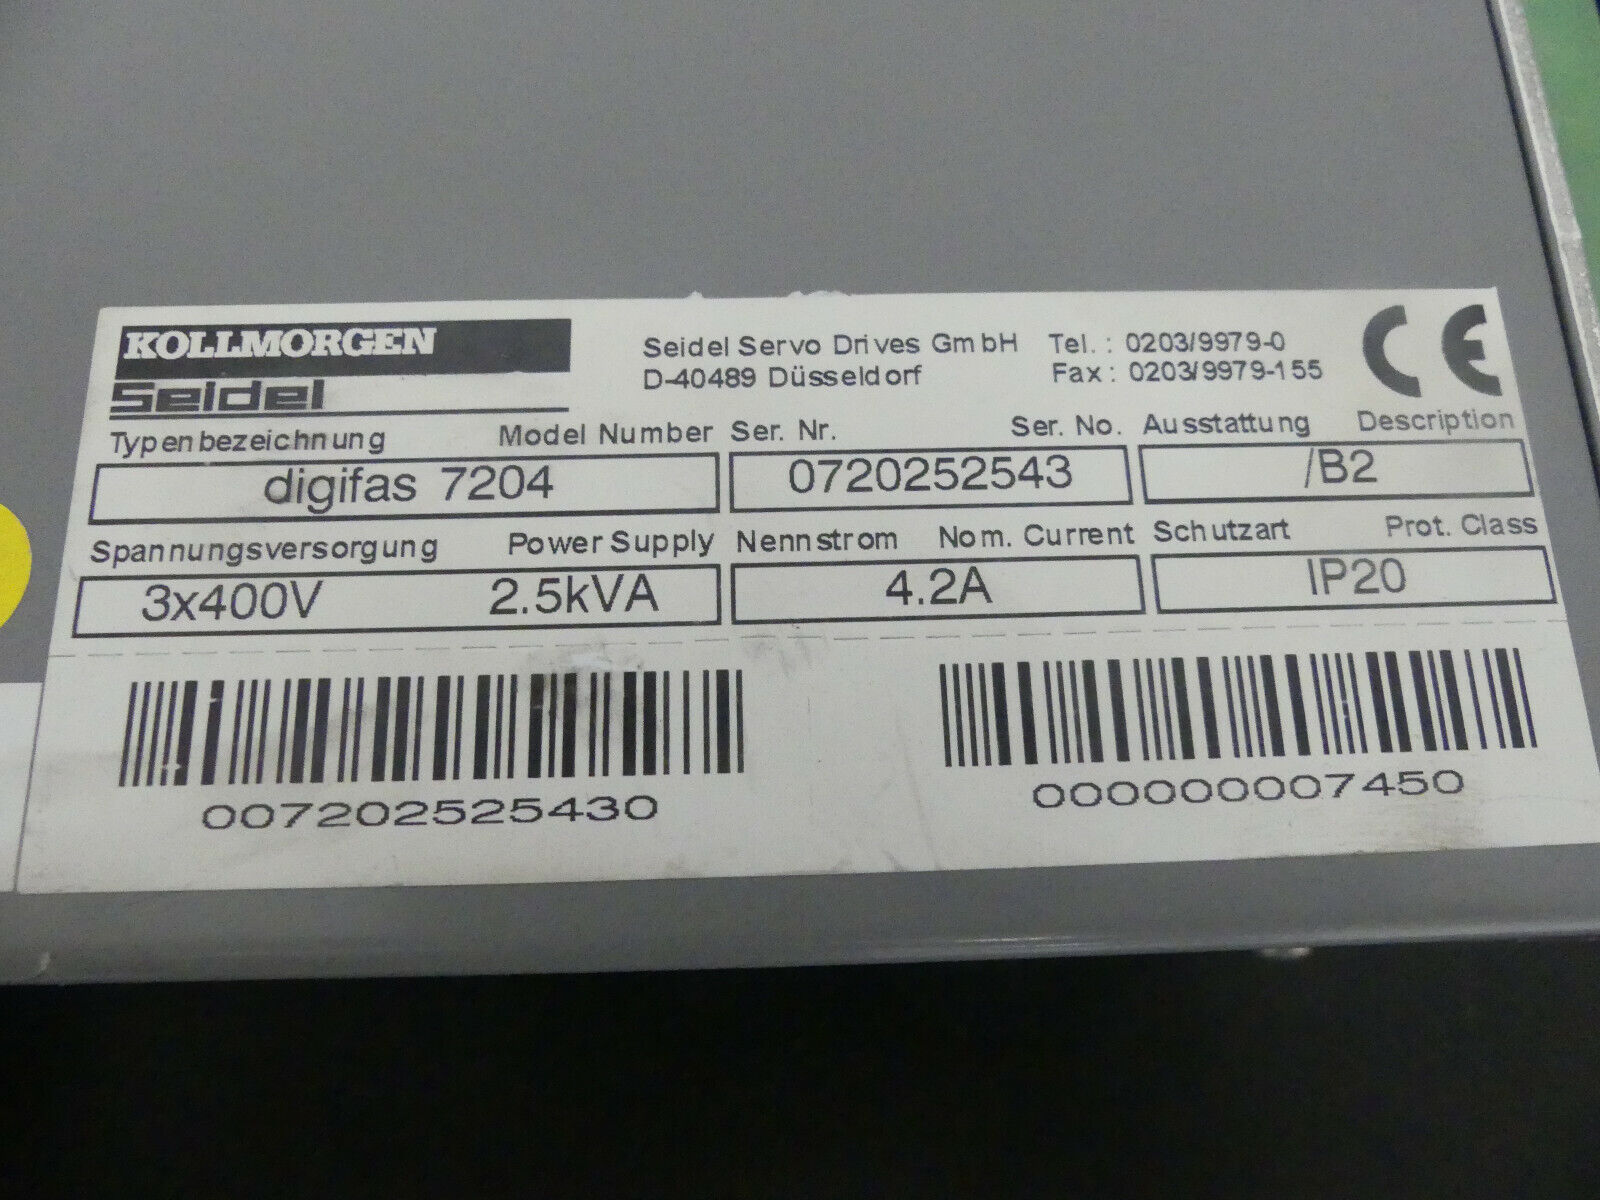 KOLLMORGEN
Seidel
Seidel Servo Drives GmbH Tel.: 0203/9979-0
D-40489 Düsseldorf Fax: 0203/9979-155
CE
Typenbezeichnung Model Number Ser. Nr. Ser. No. Ausstattung Description
digifas 7204 0720252543 /B2
Spannungsversorgung Power Supply Nennstrom Nom. Current Schutzart Prot. Class
3x400V 2.5kVA 4.2A IP20
007202525430 000000007450